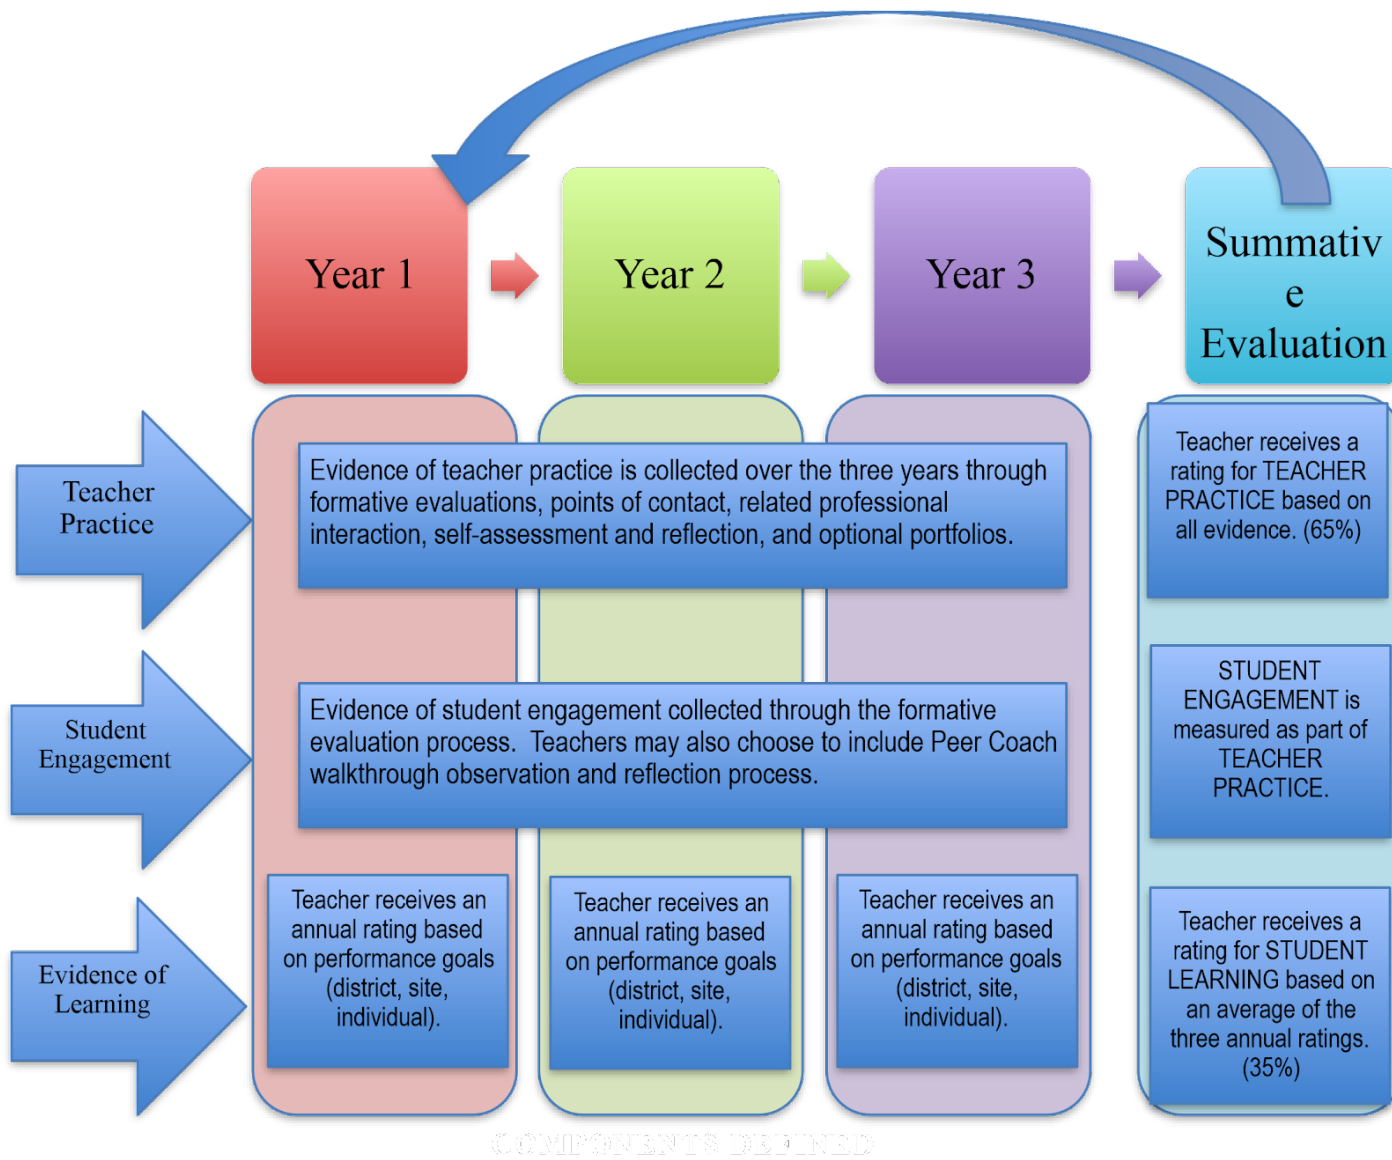 Year 1
Year 2
Year 3
Summativ
e
Evaluation
Teacher
Practice
Evidence of teacher practice is collected over the three years through
formative evaluations, points of contact, related professional
interaction, self-assessment and reflection, and optional portfolios.
Teacher receives a
rating for TEACHER
PRACTICE based on
all evidence. (65%)
Student
Engagement
Evidence of student engagement collected through the formative
evaluation process.  Teachers may also choose to include Peer Coach
walkthrough observation and reflection process.
STUDENT
ENGAGEMENT is
measured as part of
TEACHER
PRACTICE.
Evidence of
Learning
Teacher receives an
annual rating based
on performance goals
(district, site,
individual).
Teacher receives an
annual rating based
on performance goals
(district, site,
individual).
Teacher receives an
annual rating based
on performance goals
(district, site,
individual).
Teacher receives a
rating for STUDENT
LEARNING based on
an average of the
three annual ratings.
(35%)
COMPONENTS DEFINED